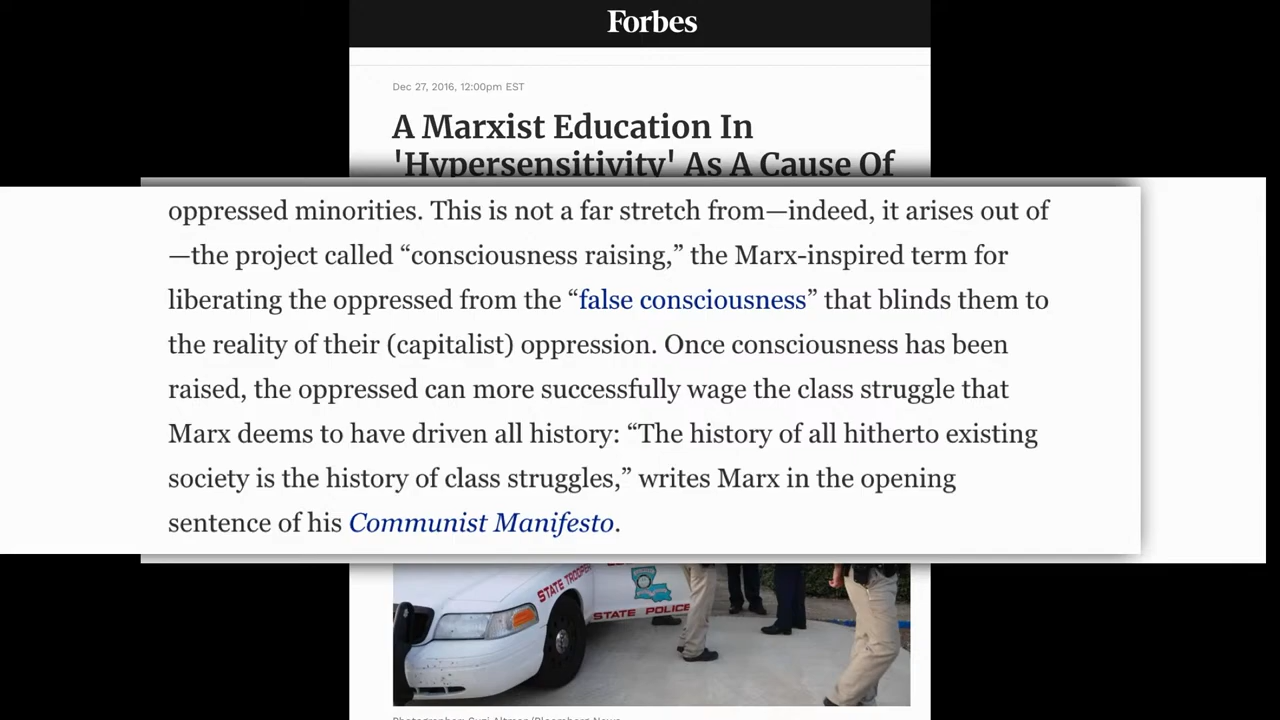 Forbes
Dec 27, 2016, 12:00pm EST
A Marxist Education In
'Hypersensitivity' As A Cause Of
oppressed minorities. This is not a far stretch from—indeed, it arises out of
—the project called “consciousness raising,” the Marx-inspired term for
liberating the oppressed from the “false consciousness” that blinds them to
the reality of their (capitalist) oppression. Once consciousness has been
raised, the oppressed can more successfully wage the class struggle that
Marx deems to have driven all history: “The history of all hitherto existing
society is the history of class struggles,” writes Marx in the opening
sentence of his Communist Manifesto.
STATE TROOPER
STATE POLICE